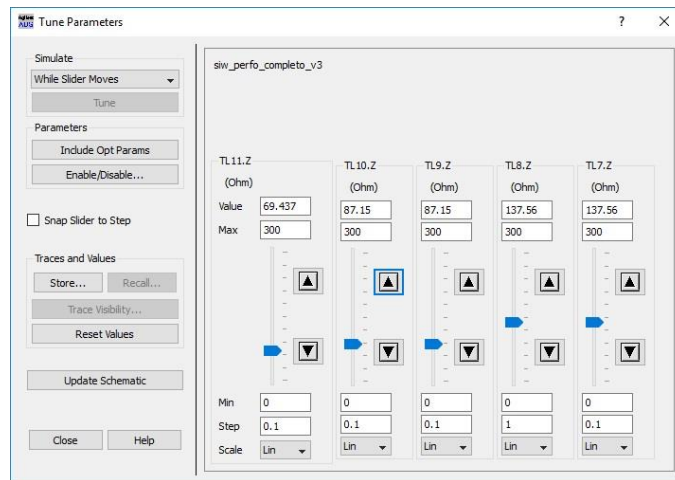 Agilent
ADS
Tune Parameters
?
Simulate
While Slider Moves
Tune
Parameters
Include Opt Params
Enable/Disable...
Snap Slider to Step
Traces and Values
Store... Recall...
Trace Visibility...
Reset Values
Update Schematic
Close Help
siw_perfo_completo_v3
TL11.Z TL10.Z TL9.Z TL8.Z TL7.Z
(Ohm) (Ohm) (Ohm) (Ohm) (Ohm)
Value 69.437 87.15 87.15 137.56 137.56
Max 300 300 300 300 300
Min 0 0 0 0 0
Step 0.1 0.1 0.1 1 0.1
Scale Lin Lin Lin Lin Lin